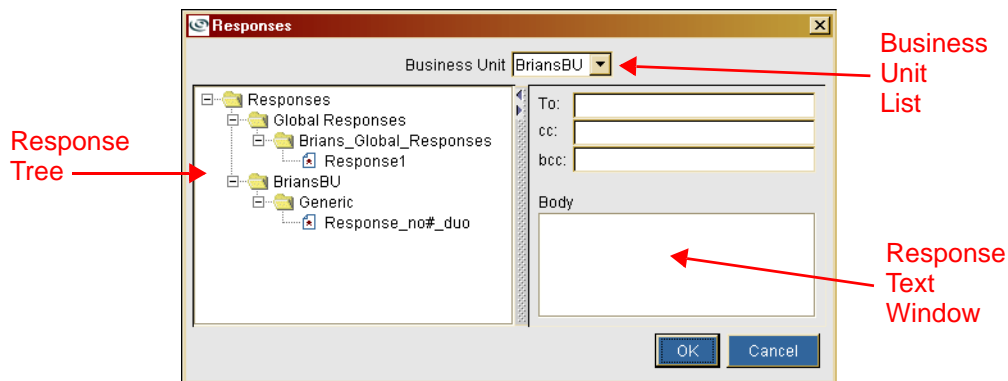 Responses
Business Unit BriansBU
Business
Unit
List
Responses
Global Responses
Brians_Global_Responses
Response1
BriansBU
Generic
Response_no#_duo
Response
Tree
To:
cc:
bcc:
Body
Response
Text
Window
OK Cancel